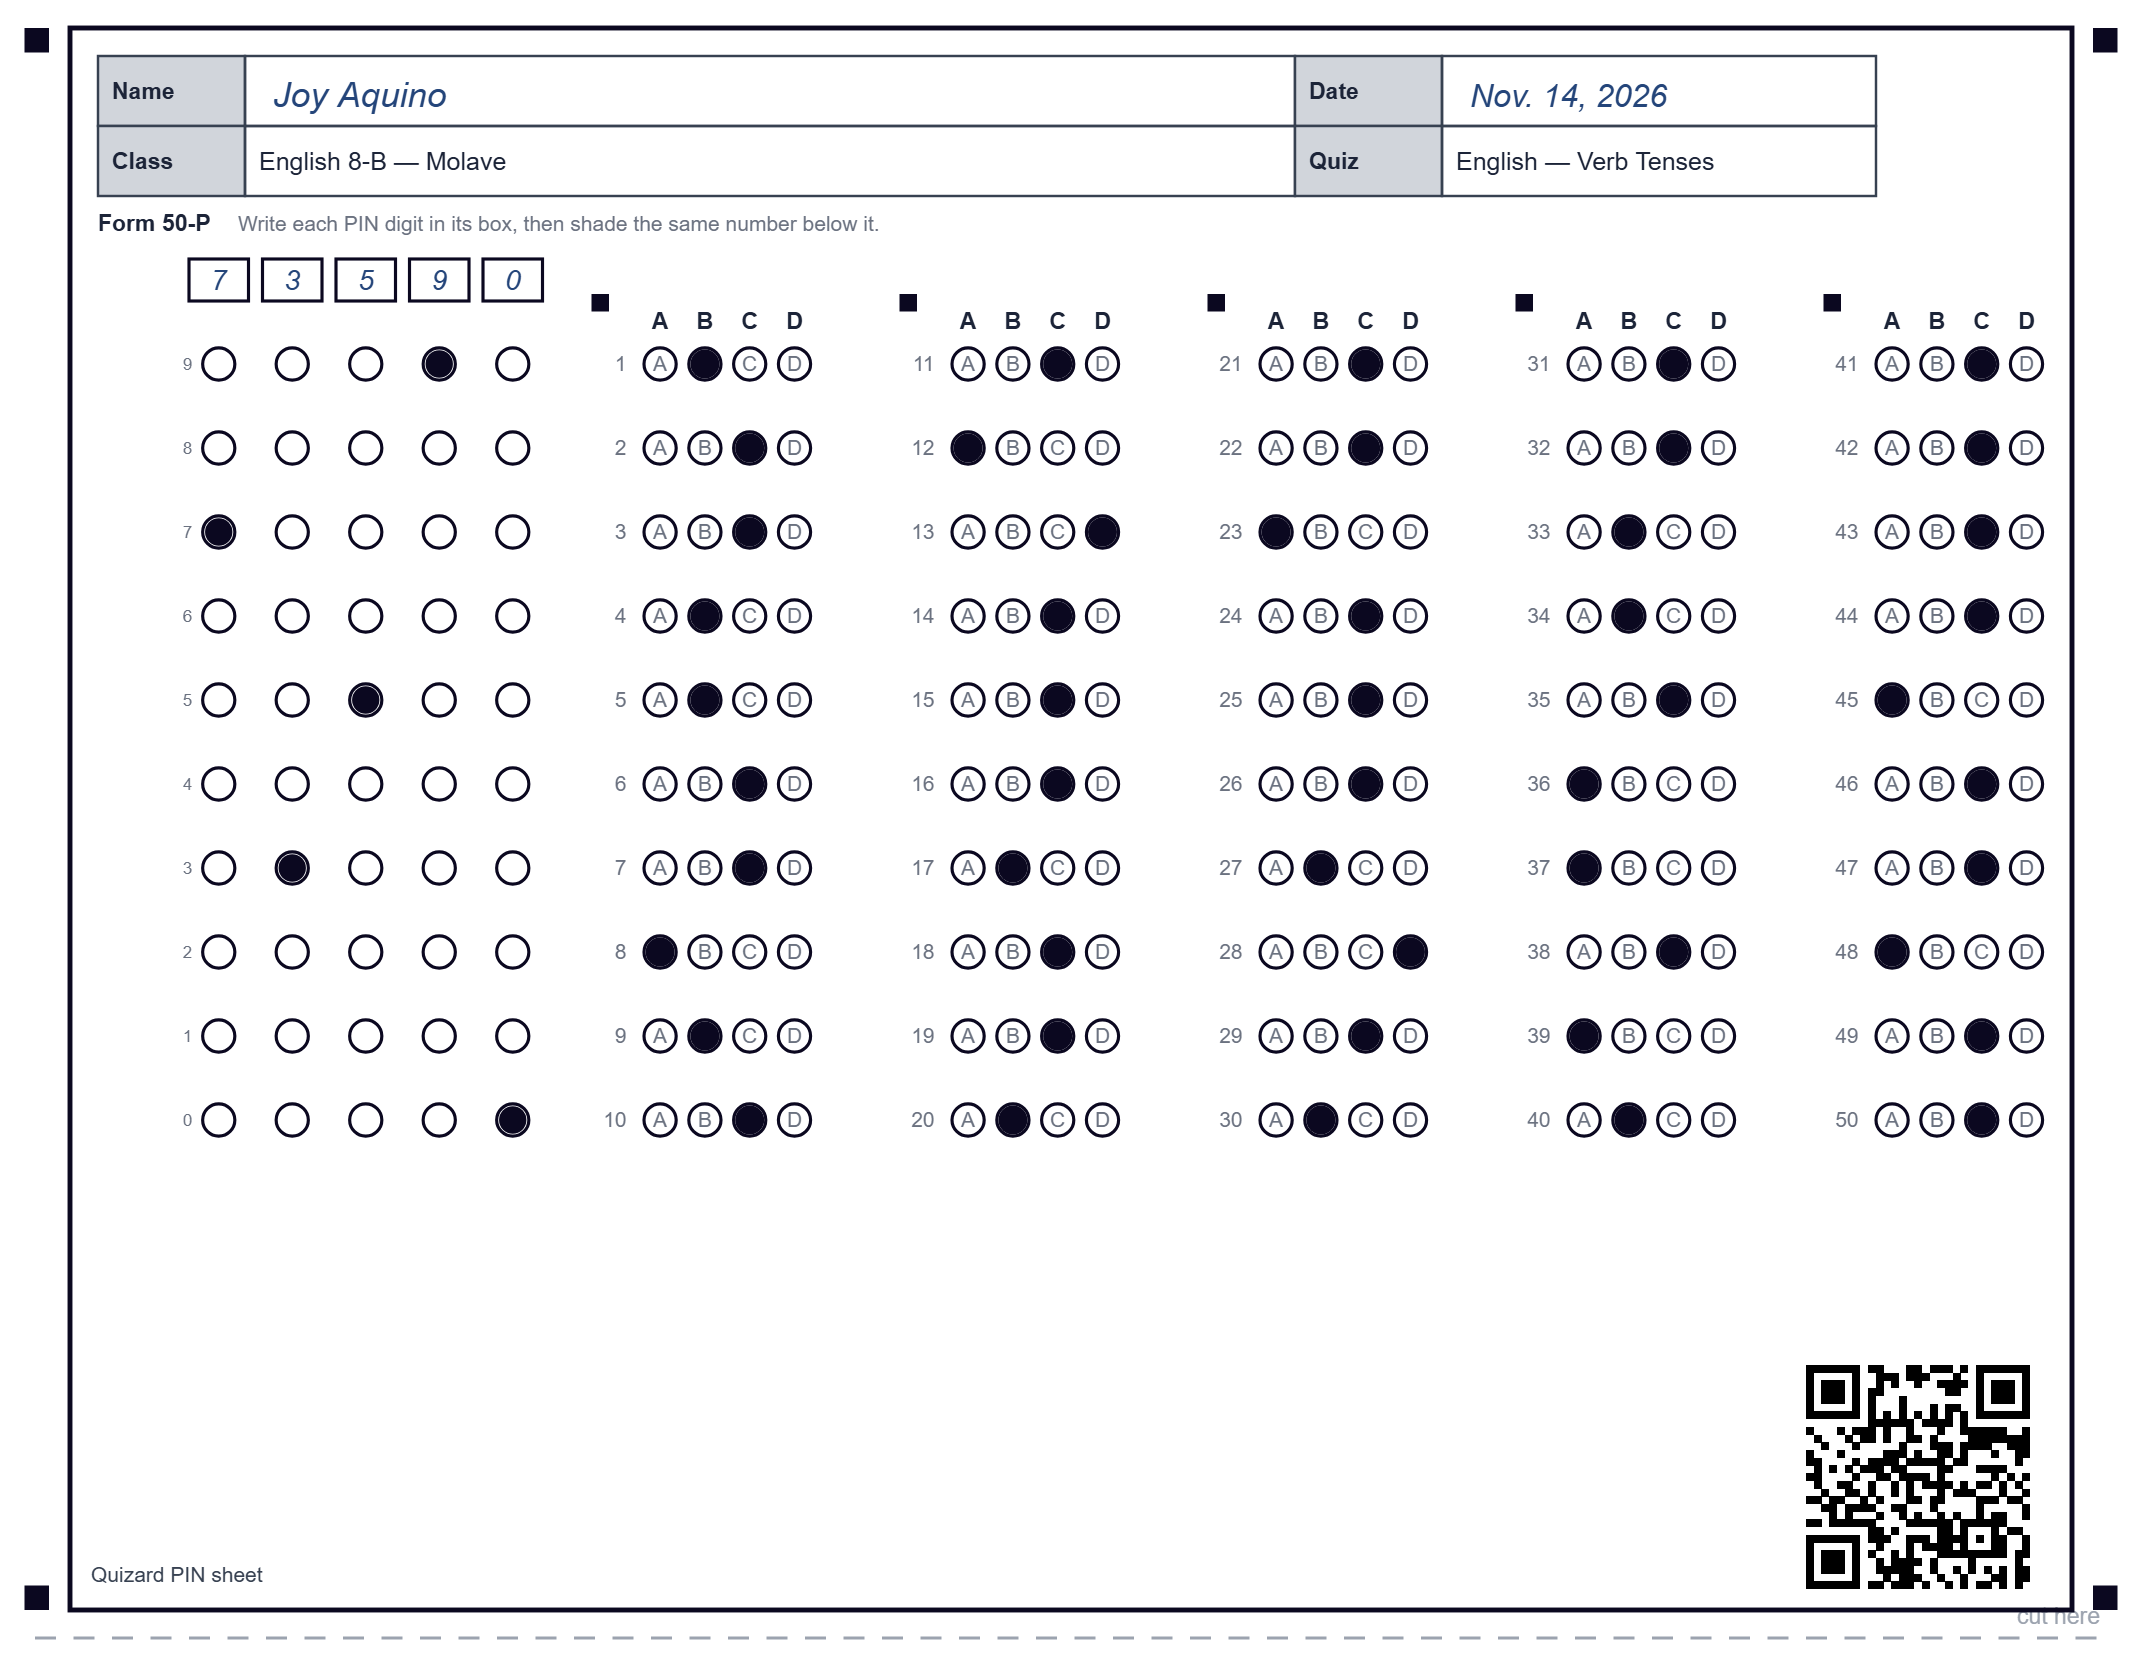 Name Joy Aquino Date Nov. 14, 2026
Class English 8-B — Molave Quiz English — Verb Tenses
Form 50-P Write each PIN digit in its box, then shade the same number below it.
7 3 5 9 0
A B C D A B C D A B C D A B C D A B C D
9 1 A C D 11 A B D 21 A B D 31 A B D 41 A B D
8 2 A B D 12 B C D 22 A B D 32 A B D 42 A B D
7 3 A B D 13 A B C 23 B C D 33 A C D 43 A B D
6 4 A C D 14 A B D 24 A B D 34 A C D 44 A B D
5 5 A C D 15 A B D 25 A B D 35 A B D 45 B C D
4 6 A B D 16 A B D 26 A B D 36 B C D 46 A B D
3 7 A B D 17 A C D 27 A C D 37 B C D 47 A B D
2 8 B C D 18 A B D 28 A B C 38 A B D 48 B C D
1 9 A C D 19 A B D 29 A B D 39 B C D 49 A B D
0 10 A B D 20 A C D 30 A C D 40 A C D 50 A B D
Quizard PIN sheet
cut here